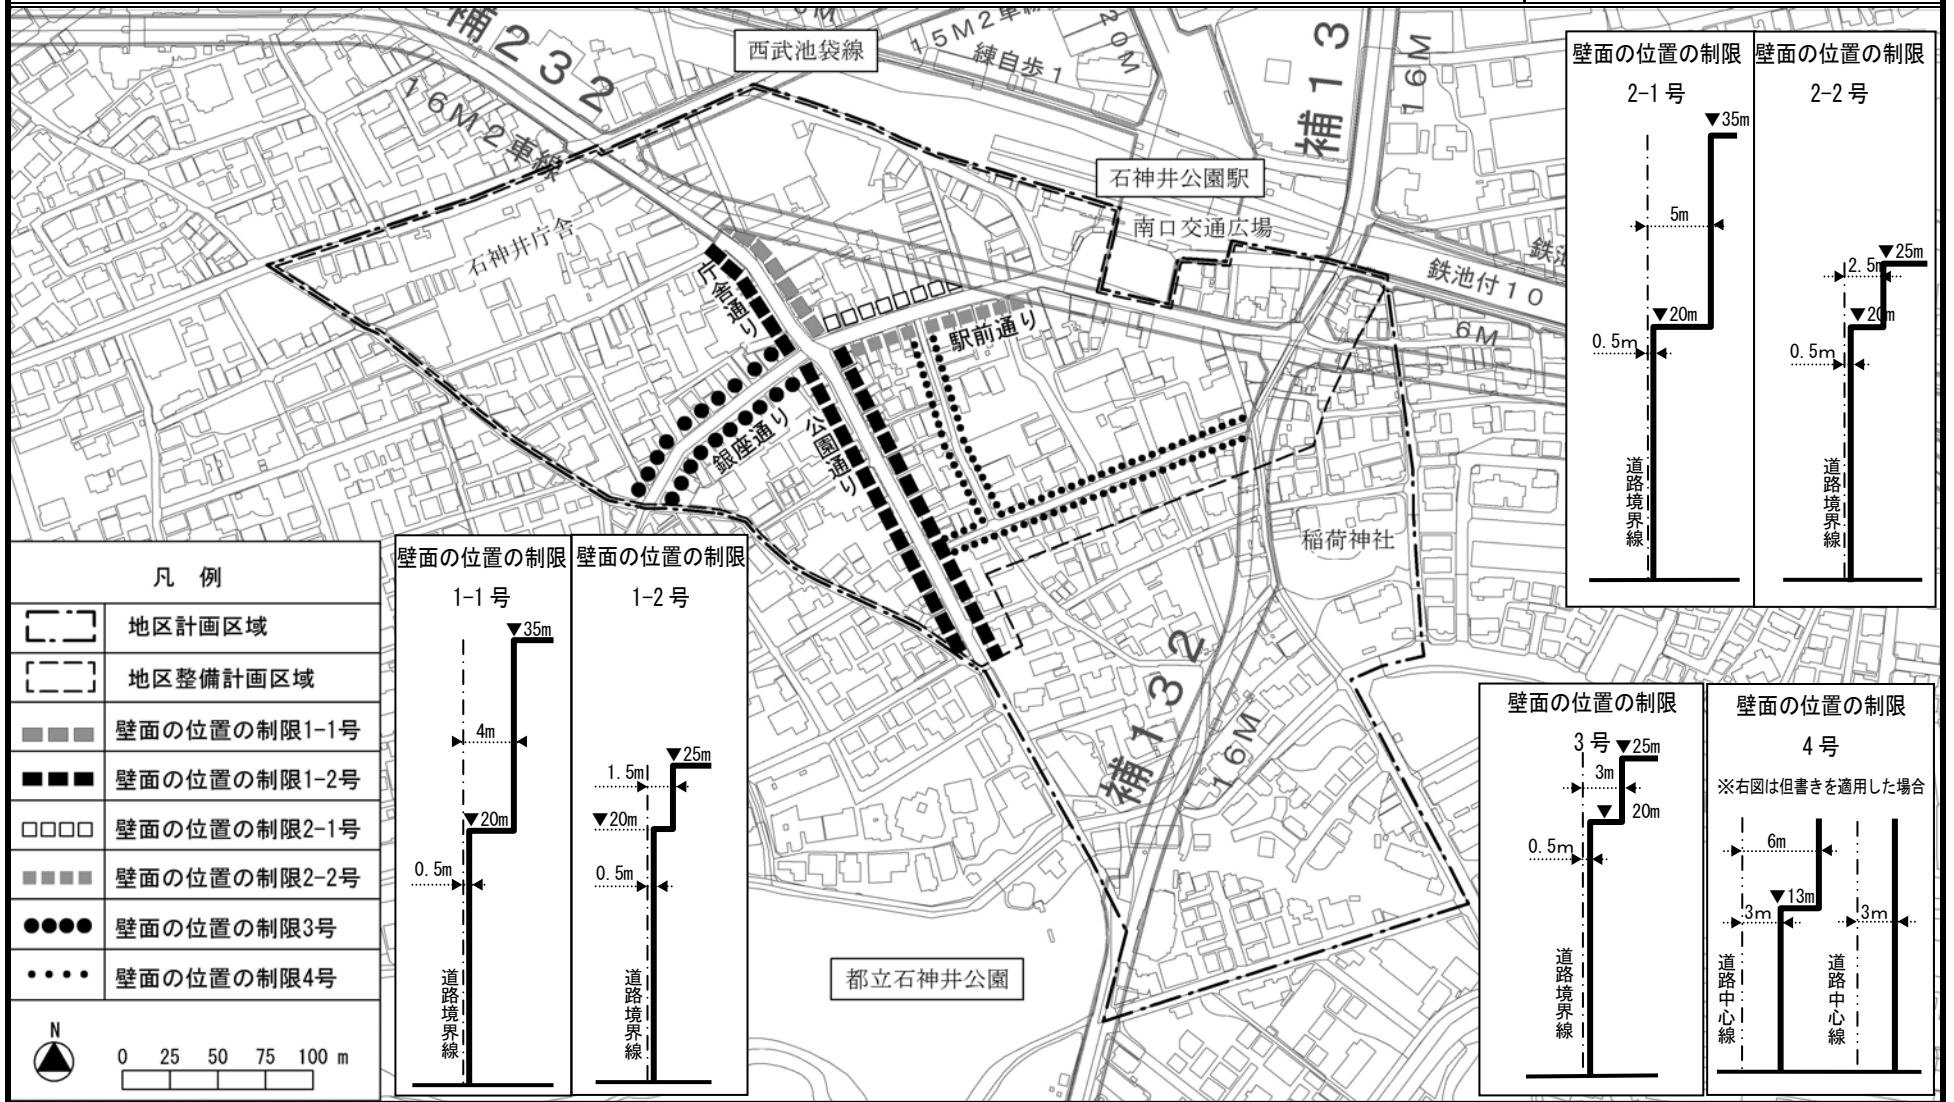 補232
16M2車線
西武池袋線
15M2車線
練自歩1
20M
補13
16M
石神井公園駅
南口交通広場
鉄池付10
6M
石神井庁舎
庁舎通り
駅前通り
銀座通り
公園通り
稲荷神社
補132
16M
都立石神井公園
壁面の位置の制限
2-1号
▼35m
5m
▼20m
0.5m
道路境界線
壁面の位置の制限
2-2号
▼25m
2.5m
▼20m
0.5m
道路境界線
凡 例
地区計画区域
地区整備計画区域
壁面の位置の制限1-1号
壁面の位置の制限1-2号
壁面の位置の制限2-1号
壁面の位置の制限2-2号
壁面の位置の制限3号
壁面の位置の制限4号
N
0 25 50 75 100 m
壁面の位置の制限
1-1号
▼35m
4m
▼20m
0.5m
道路境界線
壁面の位置の制限
1-2号
▼25m
1.5m
▼20m
0.5m
道路境界線
壁面の位置の制限
3号
▼25m
3m
▼20m
0.5m
道路境界線
壁面の位置の制限
4号
※右図は但書きを適用した場合
6m
▼13m
3m
3m
道路中心線
道路中心線